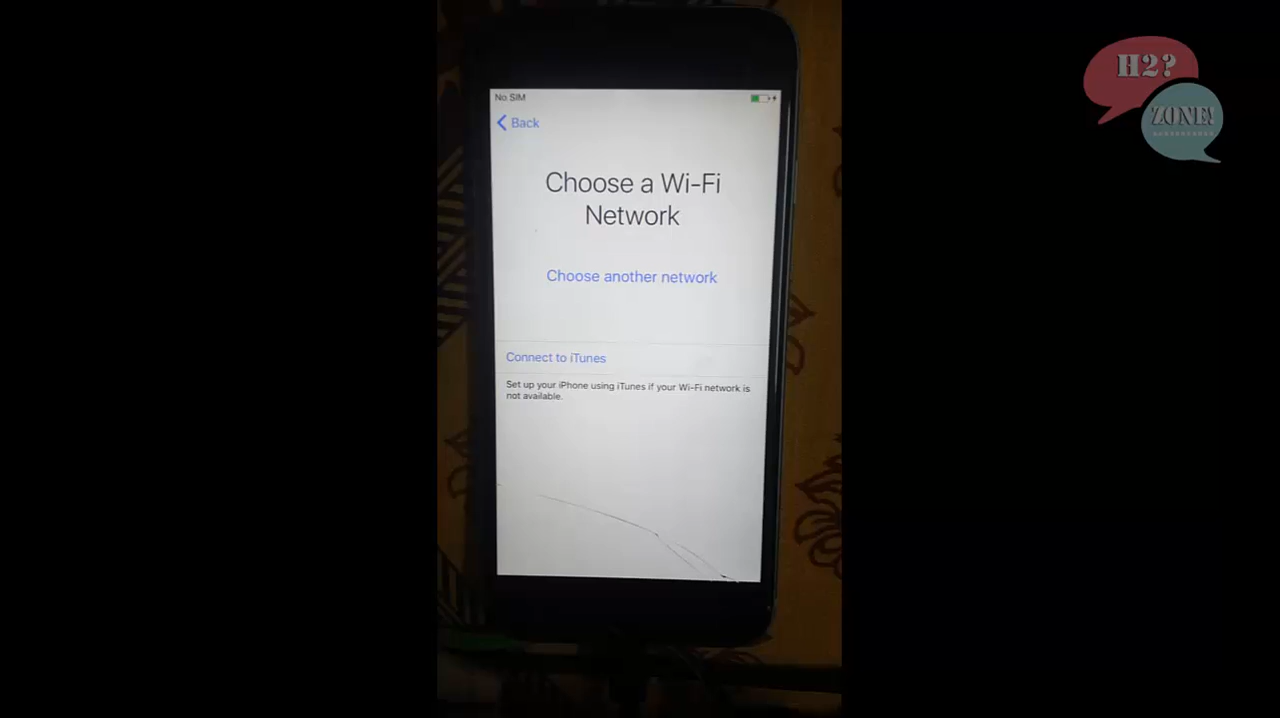 No SIM
Back
Choose a Wi-Fi
Network
Choose another network
Connect to iTunes
Set up your iPhone using iTunes if your Wi-Fi network is
not available.
H2?
ZONE!